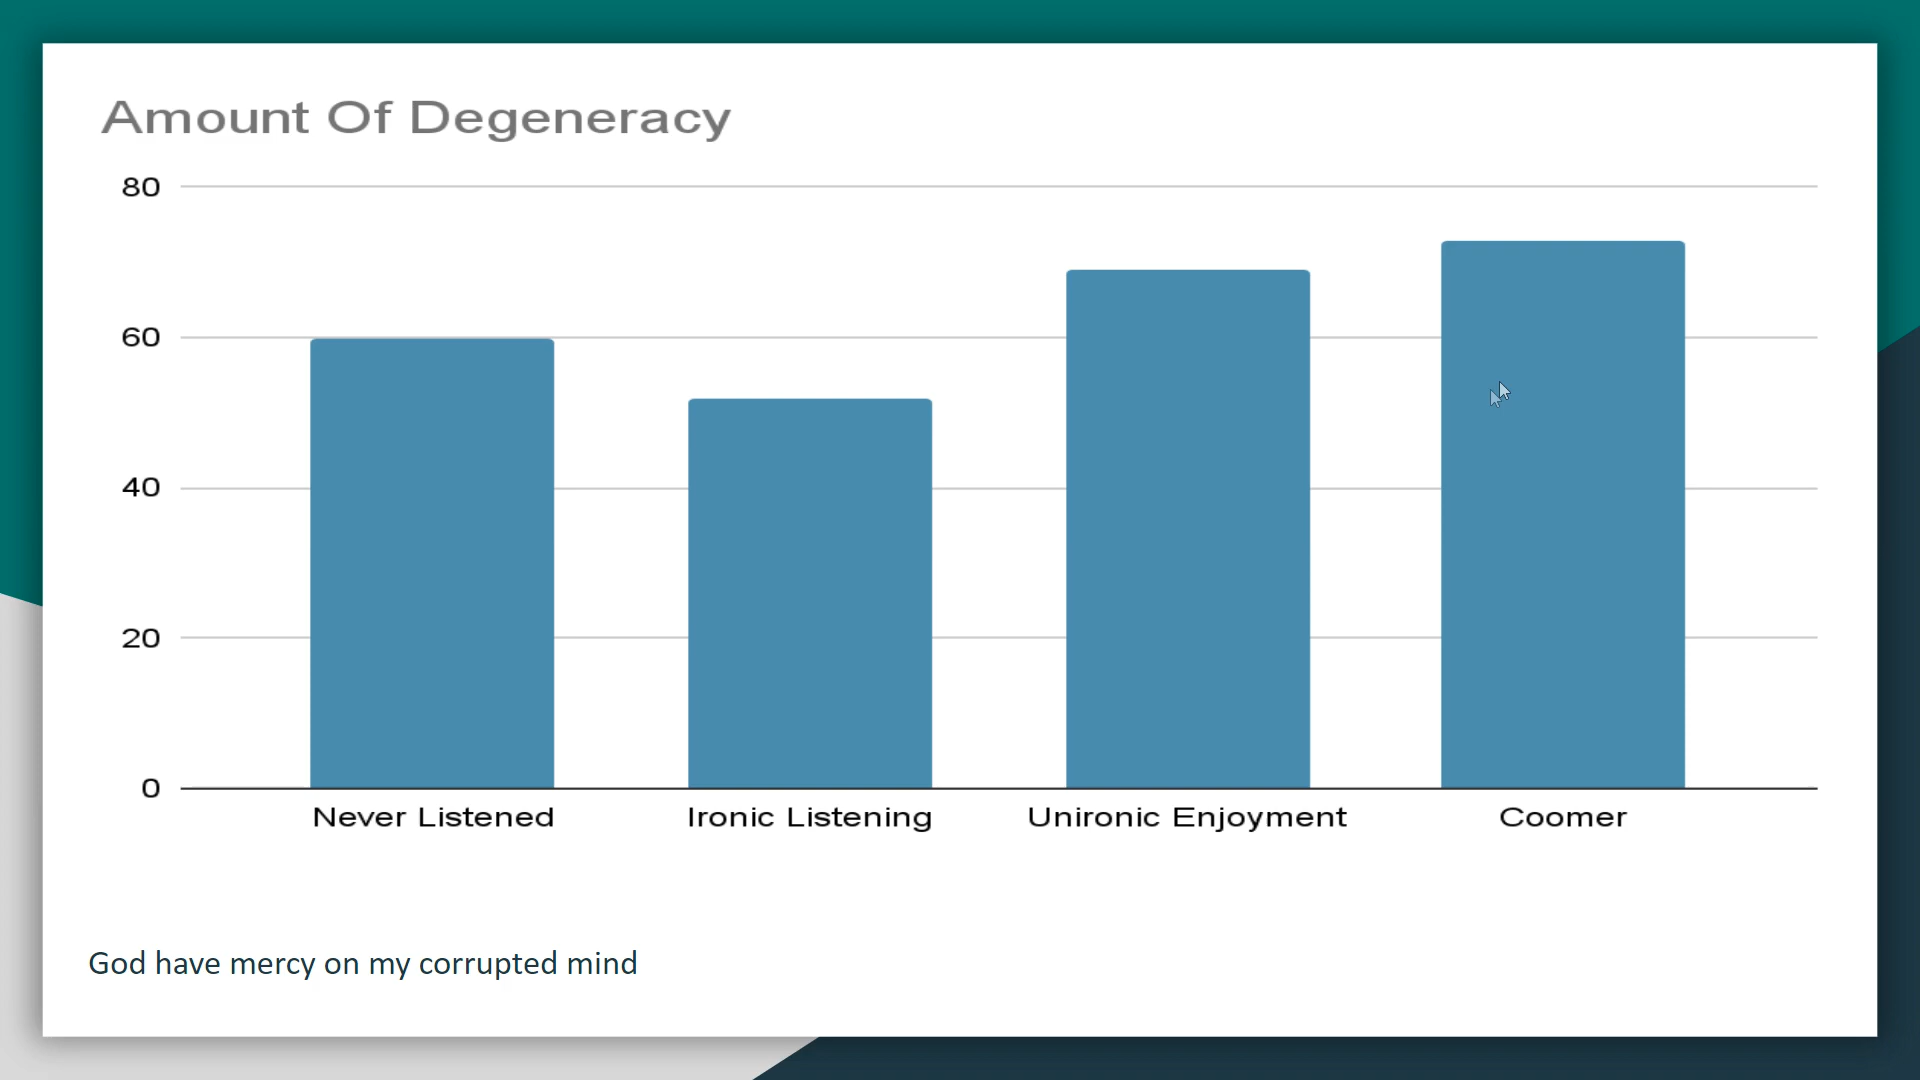 Amount Of Degeneracy
80
60
40
20
0
Never Listened Ironic Listening Unironic Enjoyment Coomer
God have mercy on my corrupted mind